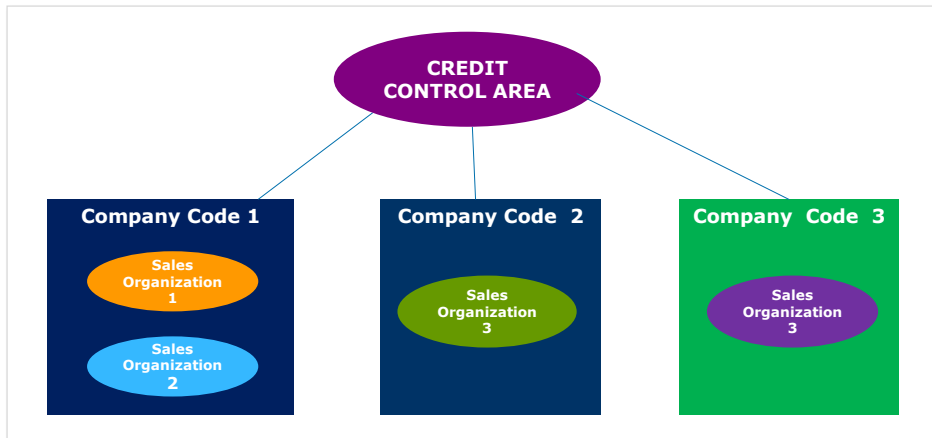 CREDIT
CONTROL AREA
Company Code 1
Sales
Organization
1
Sales
Organization
2
Company Code  2
Sales
Organization
3
Company  Code  3
Sales
Organization
3